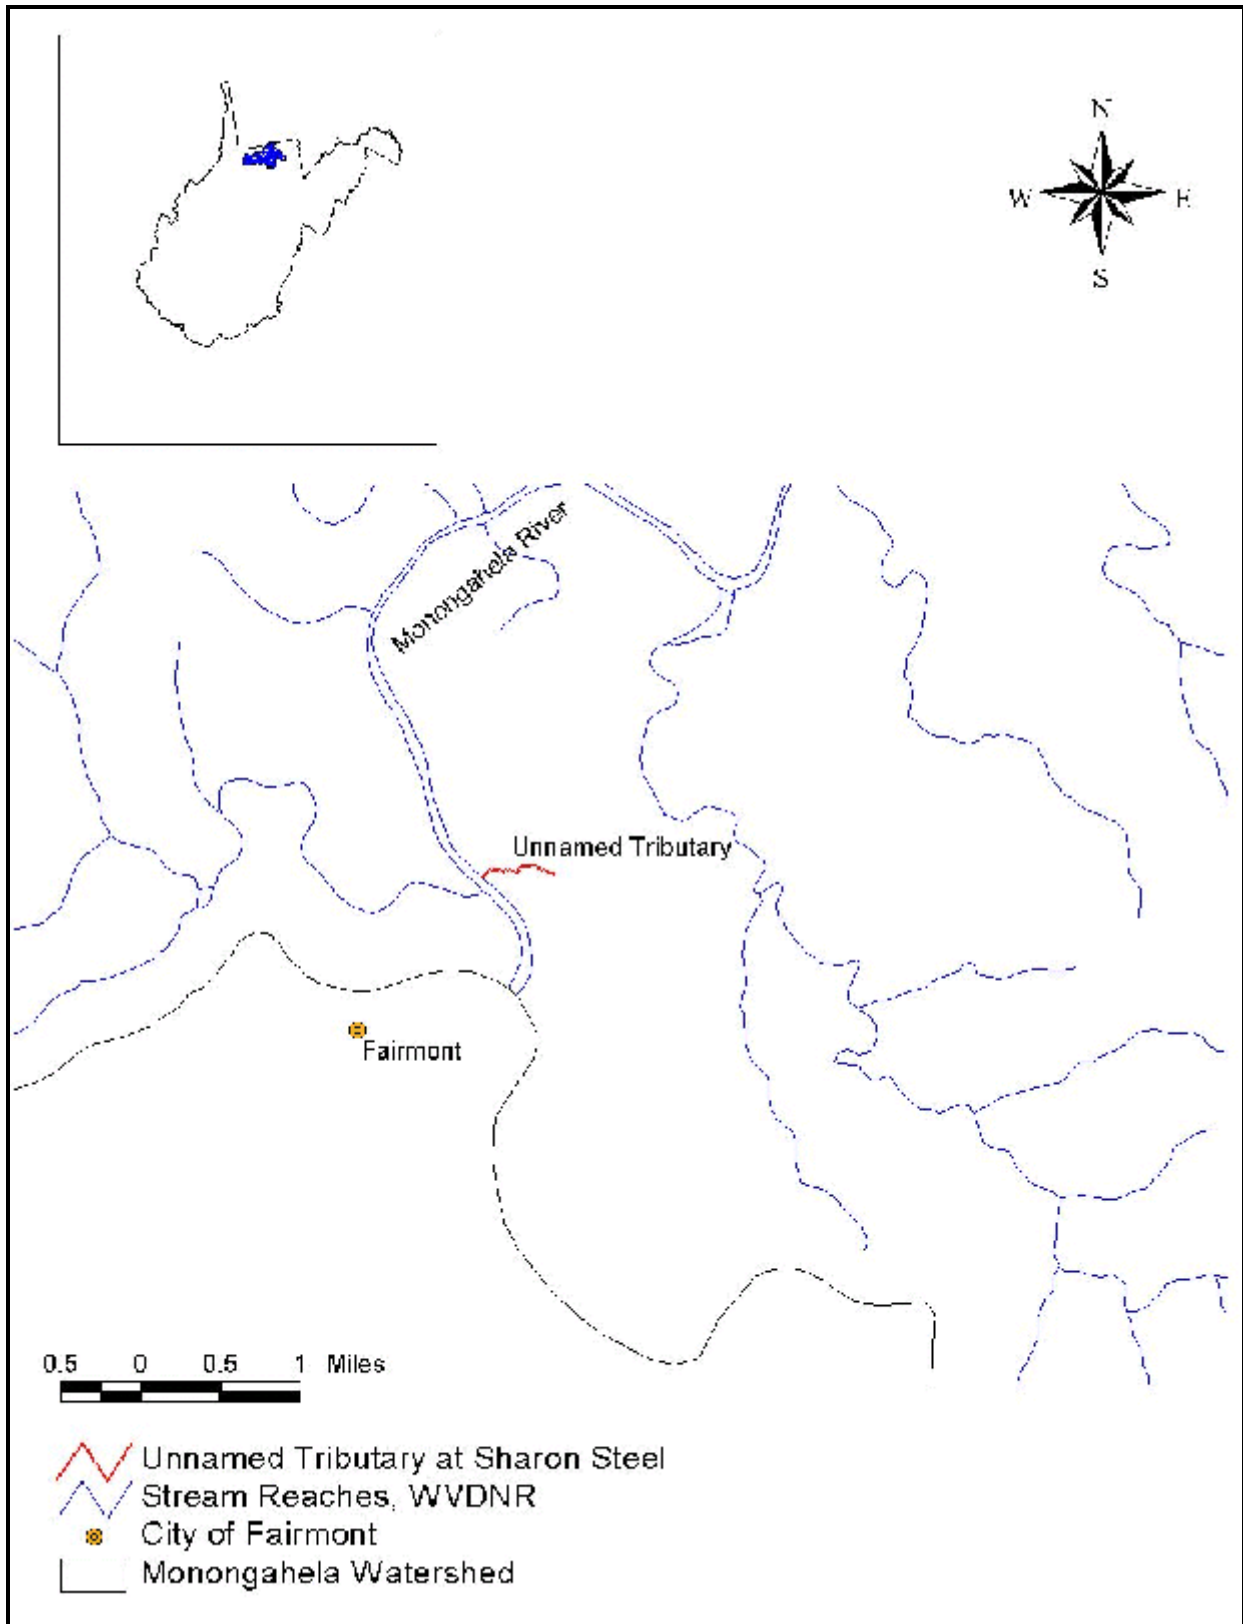 N
W E
S
Monongahela River
Unnamed Tributary
Fairmont
0.5 0 0.5 1 Miles
Unnamed Tributary at Sharon Steel
Stream Reaches, WVDNR
City of Fairmont
Monongahela Watershed